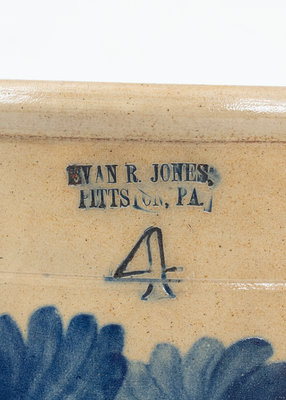 EVAN R. JONES,
PITTSTON, PA.
4